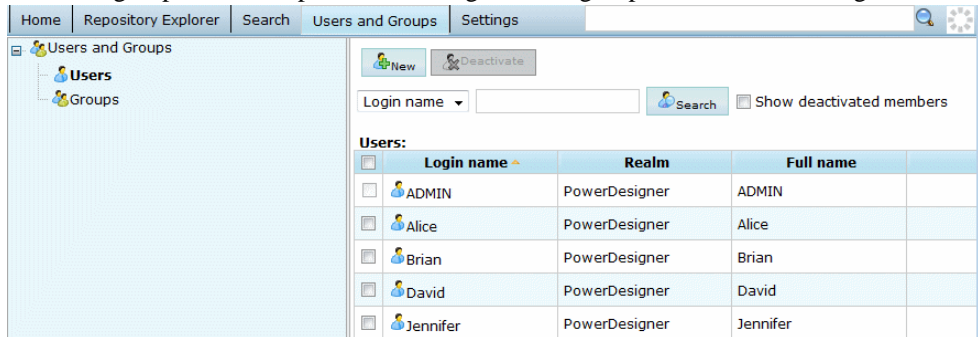 Home Repository Explorer Search Users and Groups Settings
Users and Groups
Users
Groups
New Deactivate
Login name Search Show deactivated members
Users:
Login name Realm Full name
ADMIN PowerDesigner ADMIN
Alice PowerDesigner Alice
Brian PowerDesigner Brian
David PowerDesigner David
Jennifer PowerDesigner Jennifer